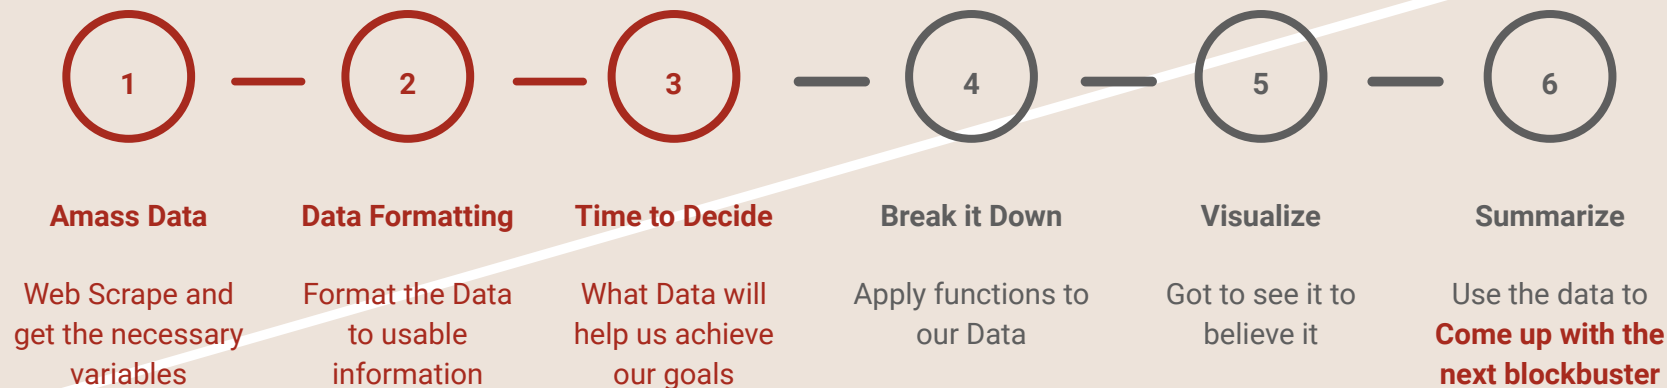 1
2
3
4
5
6
Amass Data
Data Formatting
Time to Decide
Break it Down
Visualize
Summarize
Web Scrape and
get the necessary
variables
Format the Data
to usable
information
What Data will
help us achieve
our goals
Apply functions to
our Data
Got to see it to
believe it
Use the data to
Come up with the
next blockbuster